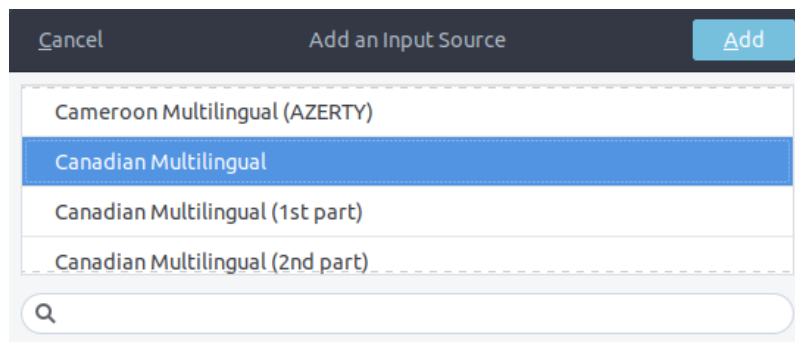 Cancel Add an Input Source Add
Cameroon Multilingual (AZERTY)
Canadian Multilingual
Canadian Multilingual (1st part)
Canadian Multilingual (2nd part)